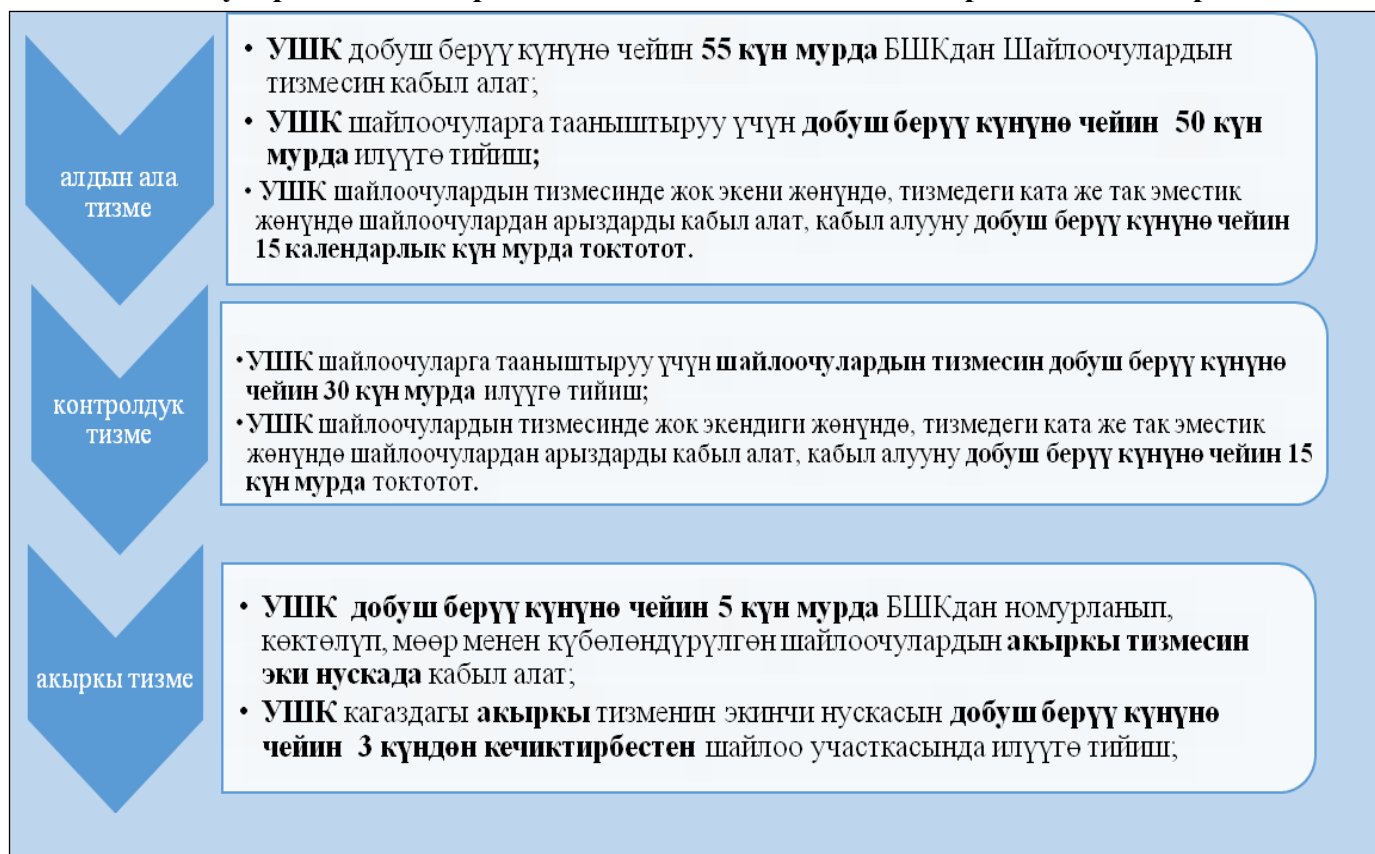 алдын ала
тизме
• УШК добуш берүү күнүнө чейин 55 күн мурда БШКдан Шайлоочулардын
тизмесин кабыл алат;
• УШК шайлоочуларга тааныштыруу үчүн добуш берүү күнүнө чейин 50 күн
мурда илүүгө тийиш;
• УШК шайлоочулардын тизмесинде жок экени жөнүндө, тизмедеги ката же так эместик
жөнүндө шайлоочулардан арыздарды кабыл алат, кабыл алууну добуш берүү күнүнө чейин
15 календарлык күн мурда токтотот.
контролдук
тизме
• УШК шайлоочуларга тааныштыруу үчүн шайлоочулардын тизмесин добуш берүү күнүнө
чейин 30 күн мурда илүүгө тийиш;
• УШК шайлоочулардын тизмесинде жок экендиги жөнүндө, тизмедеги ката же так эместик
жөнүндө шайлоочулардан арыздарды кабыл алат, кабыл алууну добуш берүү күнүнө чейин 15
күн мурда токтотот.
акыркы тизме
• УШК добуш берүү күнүнө чейин 5 күн мурда БШКдан номурланып,
көктөлүп, мөөр менен күбөлөндүрүлгөн шайлоочулардын акыркы тизмесин
эки нускада кабыл алат;
• УШК кагаздагы акыркы тизменин экинчи нускасын добуш берүү күнүнө
чейин 3 күндөн кечиктирбестен шайлоо участкасында илүүгө тийиш;